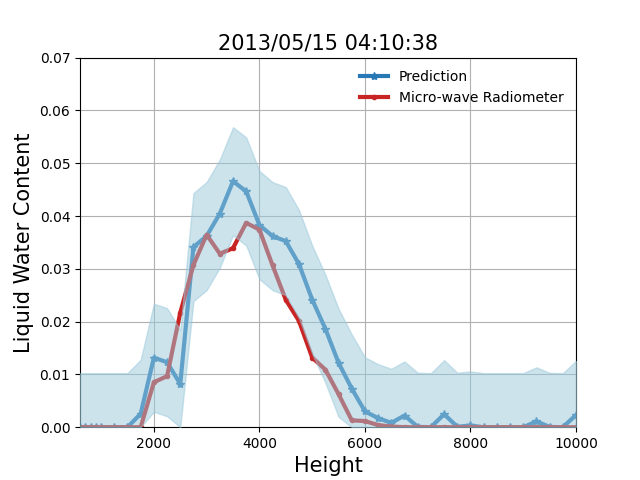 2013/05/15 04:10:38
0.07
0.06
0.05
0.04
0.03
0.02
0.01
0.00
Liquid Water Content
Prediction
Micro-wave Radiometer
2000 4000 6000 8000 10000
Height